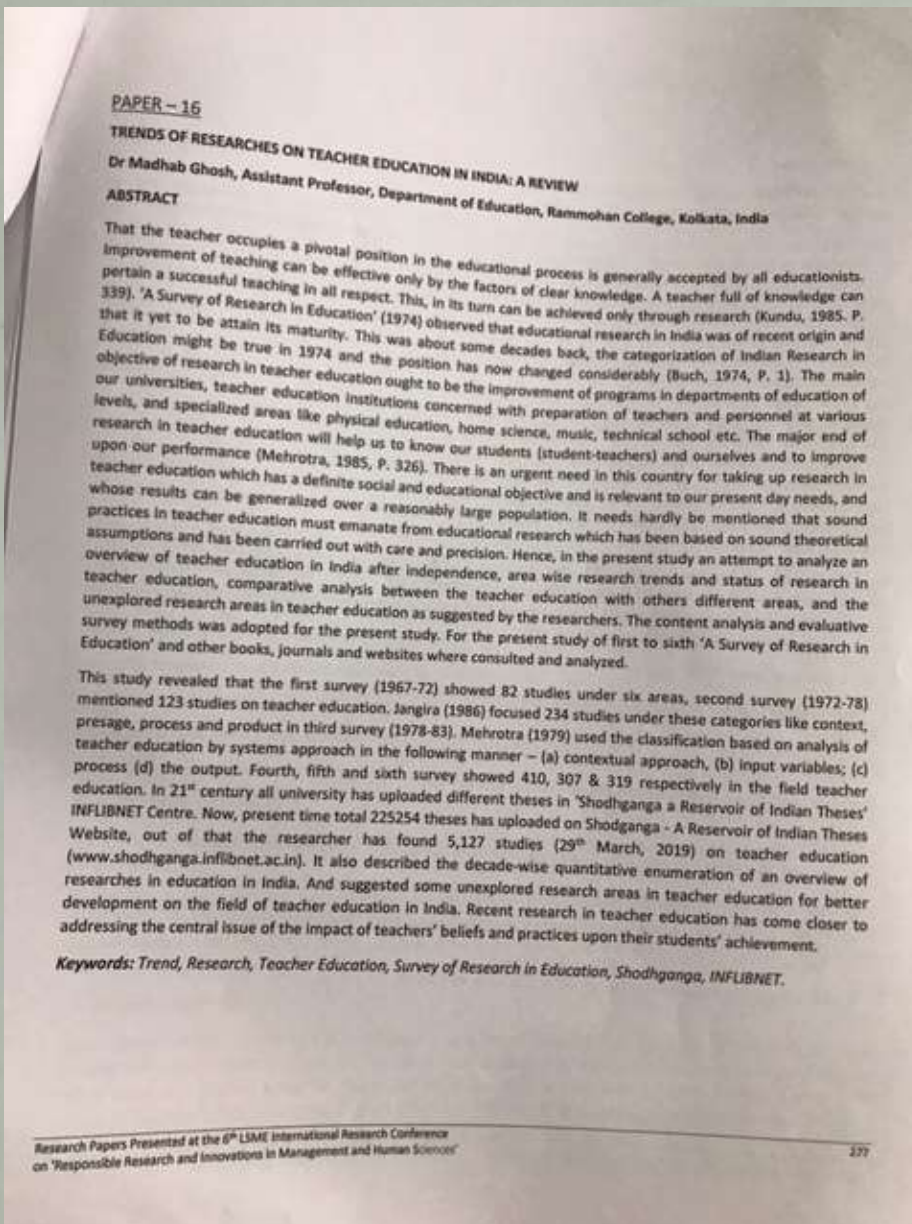 PAPER – 16
TRENDS OF RESEARCHES ON TEACHER EDUCATION IN INDIA: A REVIEW
Dr Madhab Ghosh, Assistant Professor, Department of Education, Rammohan College, Kolkata, India
ABSTRACT
That the teacher occupies a pivotal position in the educational process is generally accepted by all educationists.
Improvement of teaching can be effective only by the factors of clear knowledge. A teacher full of knowledge can
pertain a successful teaching in all respect. This, in its turn can be achieved only through research (Kundu, 1985. P.
339). 'A Survey of Research in Education' (1974) observed that educational research in India was of recent origin and
that it yet to be attain its maturity. This was about some decades back, the categorization of Indian Research in
Education might be true in 1974 and the position has now changed considerably (Buch, 1974, P. 1). The main
objective of research in teacher education ought to be the improvement of programs in departments of education of
our universities, teacher education institutions concerned with preparation of teachers and personnel at various
levels, and specialized areas like physical education, home science, music, technical school etc. The major end of
research in teacher education will help us to know our students (student-teachers) and ourselves and to improve
upon our performance (Mehrotra, 1985, P. 326). There is an urgent need in this country for taking up research in
teacher education which has a definite social and educational objective and is relevant to our present day needs, and
whose results can be generalized over a reasonably large population. It needs hardly be mentioned that sound
practices in teacher education must emanate from educational research which has been based on sound theoretical
assumptions and has been carried out with care and precision. Hence, in the present study an attempt to analyze an
overview of teacher education in India after independence, area wise research trends and status of research in
teacher education, comparative analysis between the teacher education with others different areas, and the
unexplored research areas in teacher education as suggested by the researchers. The content analysis and evaluative
survey methods was adopted for the present study. For the present study of first to sixth 'A Survey of Research in
Education' and other books, journals and websites where consulted and analyzed.
This study revealed that the first survey (1967-72) showed 82 studies under six areas, second survey (1972-78)
mentioned 123 studies on teacher education. Jangira (1986) focused 234 studies under these categories like context,
presage, process and product in third survey (1978-83). Mehrotra (1979) used the classification based on analysis of
teacher education by systems approach in the following manner – (a) contextual approach, (b) input variables; (c)
process (d) the output. Fourth, fifth and sixth survey showed 410, 307 & 319 respectively in the field teacher
education. In 21st century all university has uploaded different theses in 'Shodhganga a Reservoir of Indian Theses'
INFLIBNET Centre. Now, present time total 225254 theses has uploaded on Shodganga - A Reservoir of Indian Theses
Website, out of that the researcher has found 5,127 studies (29th March, 2019) on teacher education
(www.shodhganga.inflibnet.ac.in). It also described the decade-wise quantitative enumeration of an overview of
researches in education in India. And suggested some unexplored research areas in teacher education for better
development on the field of teacher education in India. Recent research in teacher education has come closer to
addressing the central issue of the impact of teachers' beliefs and practices upon their students' achievement.
Keywords: Trend, Research, Teacher Education, Survey of Research in Education, Shodhganga, INFLIBNET.
Research Papers Presented at the 6th LSME International Research Conference
on 'Responsible Research and Innovations in Management and Human Sciences'
277